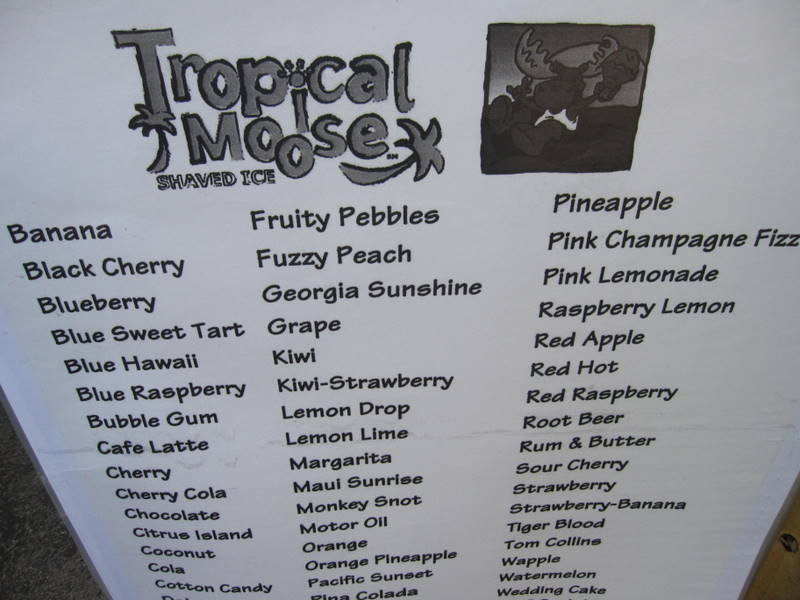 Tropical
Moose SM
SHAVED ICE
Banana
Black Cherry
Blueberry
Blue Sweet Tart
Blue Hawaii
Blue Raspberry
Bubble Gum
Cafe Latte
Cherry
Cherry Cola
Chocolate
Citrus Island
Coconut
Cola
Cotton Candy
Fruity Pebbles
Fuzzy Peach
Georgia Sunshine
Grape
Kiwi
Kiwi-Strawberry
Lemon Drop
Lemon Lime
Margarita
Maui Sunrise
Monkey Snot
Motor Oil
Orange
Orange Pineapple
Pacific Sunset
Pina Colada
Pineapple
Pink Champagne Fizz
Pink Lemonade
Raspberry Lemon
Red Apple
Red Hot
Red Raspberry
Root Beer
Rum & Butter
Sour Cherry
Strawberry
Strawberry-Banana
Tiger Blood
Tom Collins
Wapple
Watermelon
Wedding Cake